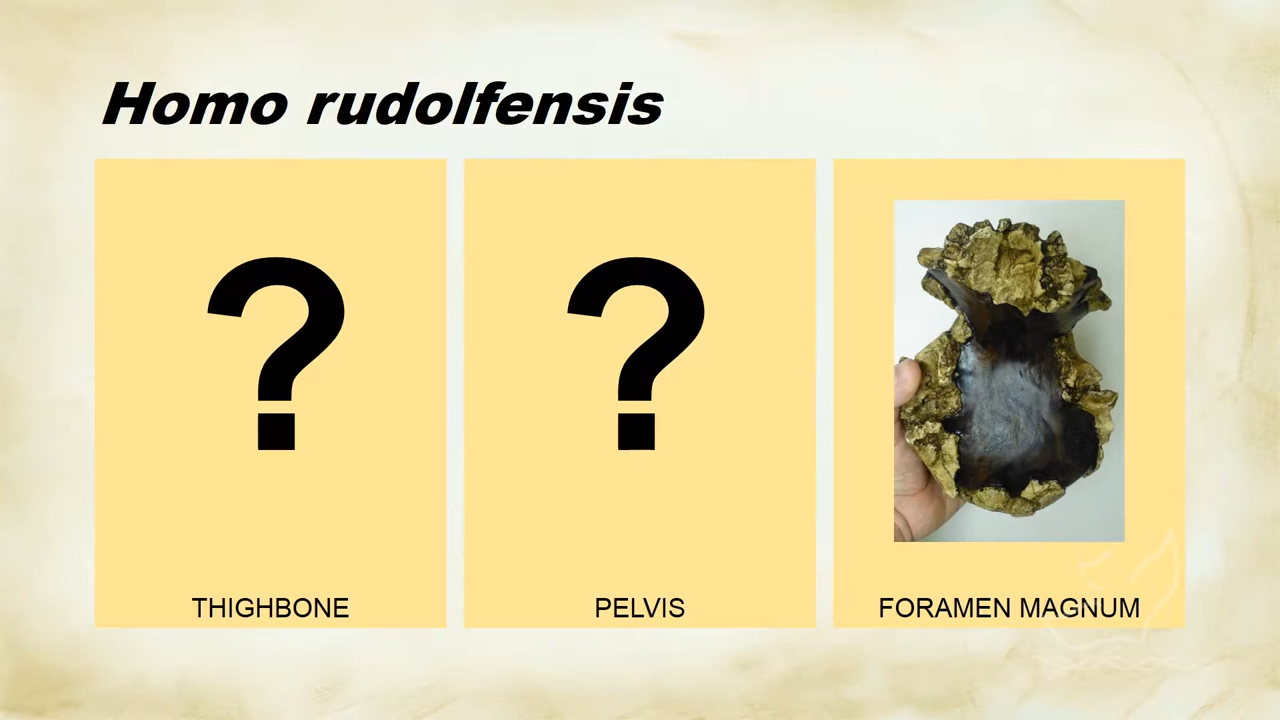 Homo rudolfensis
?
?
THIGHBONE
PELVIS
FORAMEN MAGNUM